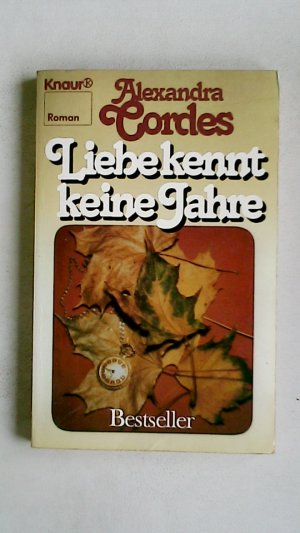 Knaur®
Roman
Alexandra
Cordes
Liebe kennt
keine Jahre
Bestseller